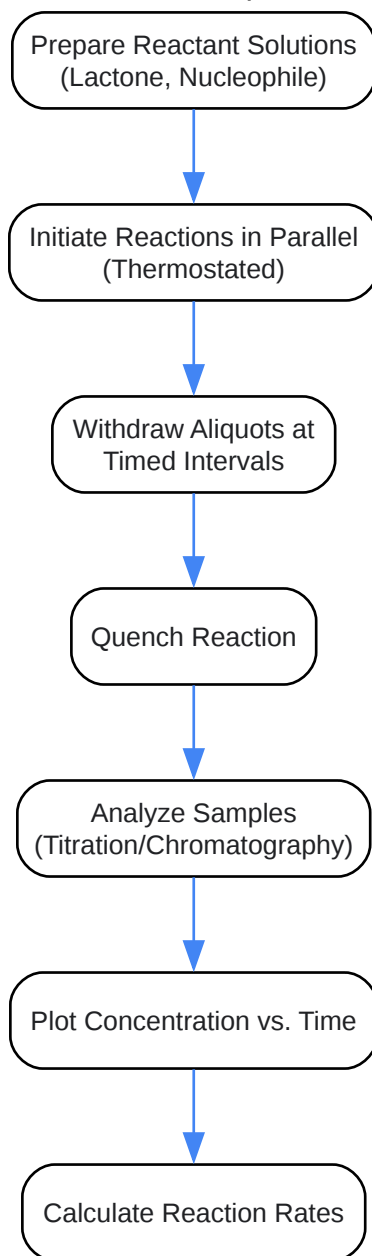 Prepare Reactant Solutions
(Lactone, Nucleophile)
Initiate Reactions in Parallel
(Thermostated)
Withdraw Aliquots at
Timed Intervals
Quench Reaction
Analyze Samples
(Titration/Chromatography)
Plot Concentration vs. Time
Calculate Reaction Rates